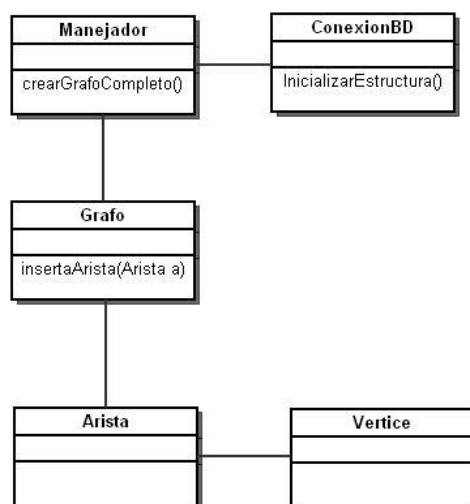 Manejador
crearGrafoCompleto()
ConexionBD
InicializarEstructura()
Grafo
insertaArista(Arista a)
Arista
Vertice